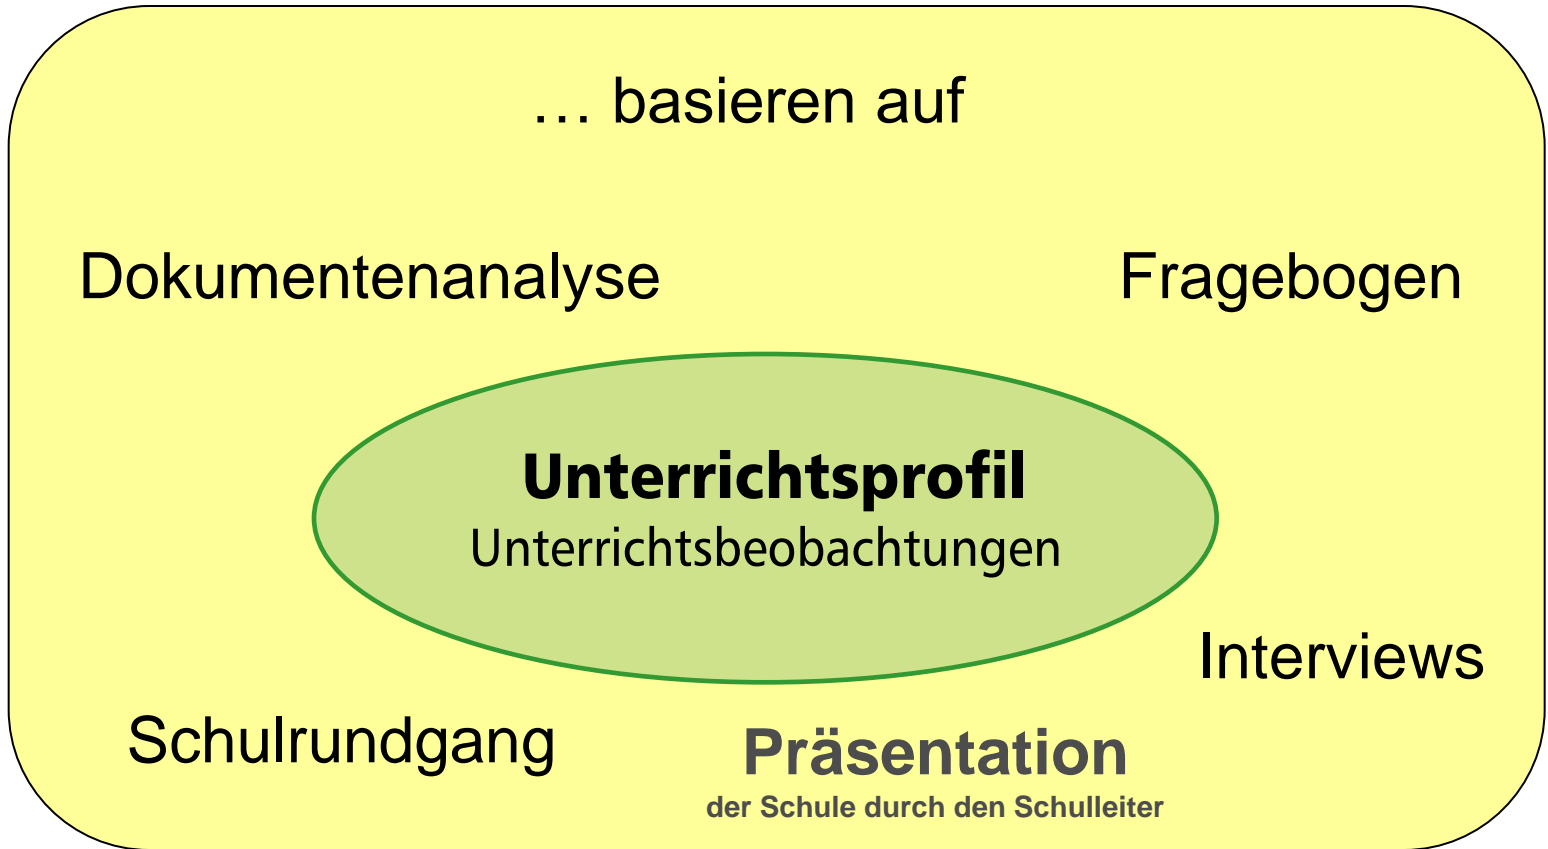 … basieren auf
Dokumentenanalyse
Fragebogen
Unterrichtsprofil
Unterrichtsbeobachtungen
Interviews
Schulrundgang
Präsentation
der Schule durch den Schulleiter